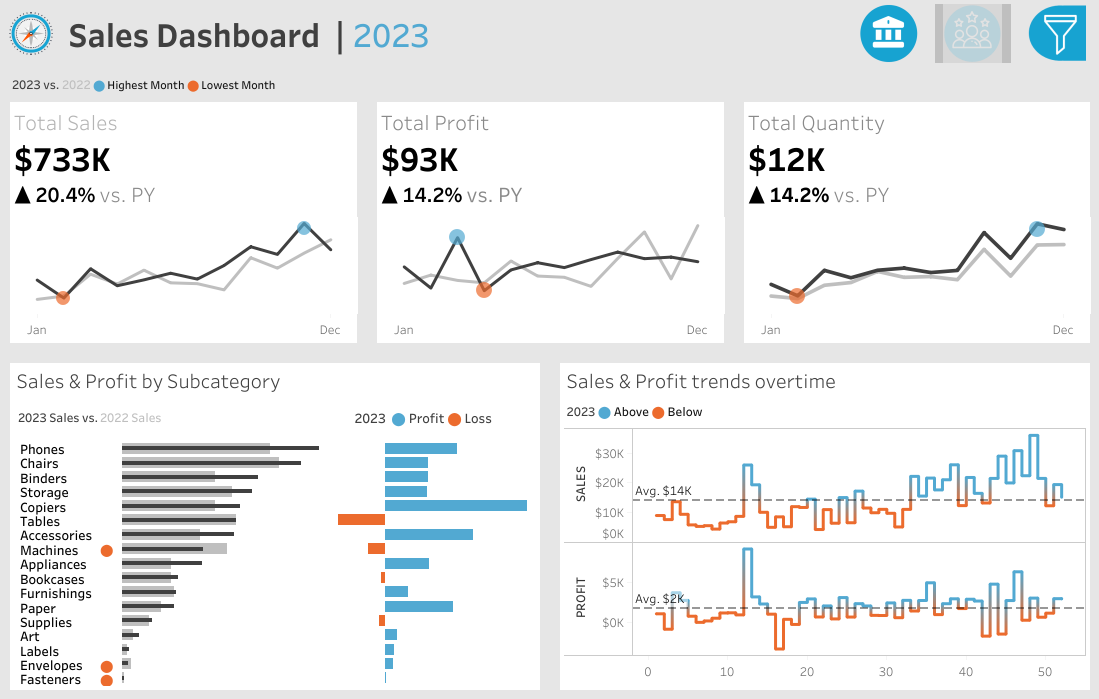 Sales Dashboard | 2023
2023 vs. 2022 Highest Month Lowest Month
Total Sales
$733K
▲ 20.4% vs. PY
Jan Dec
Total Profit
$93K
▲ 14.2% vs. PY
Jan Dec
Total Quantity
$12K
▲ 14.2% vs. PY
Jan Dec
Sales & Profit by Subcategory
2023 Sales vs. 2022 Sales
2023 Profit Loss
Phones
Chairs
Binders
Storage
Copiers
Tables
Accessories
Machines
Appliances
Bookcases
Furnishings
Paper
Supplies
Art
Labels
Envelopes
Fasteners
Sales & Profit trends overtime
2023 Above Below
SALES
$30K
$20K
$10K
$0K
Avg. $14K
PROFIT
$5K
$0K
Avg. $2K
0 10 20 30 40 50